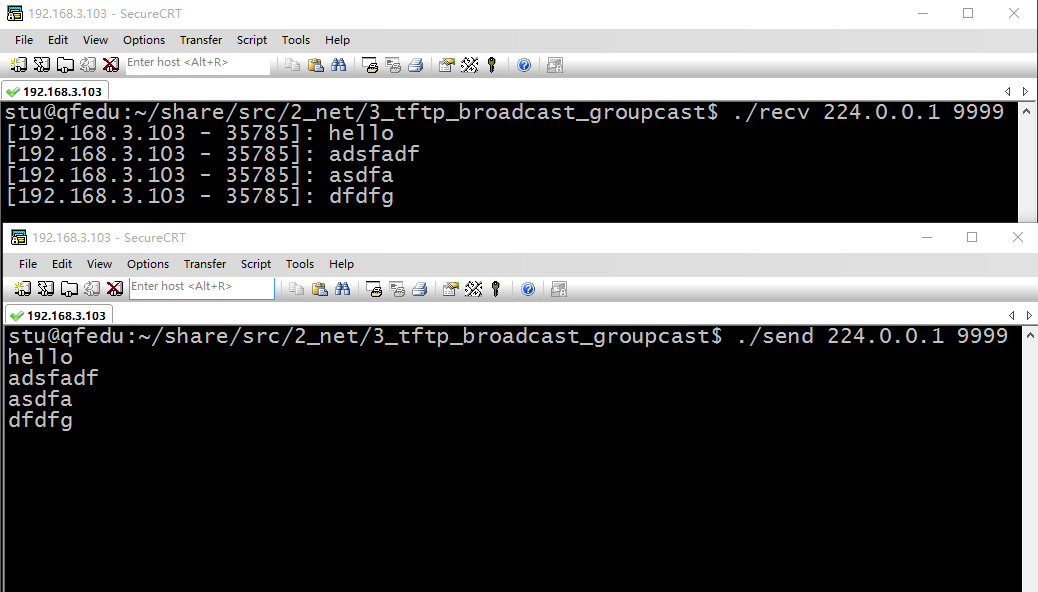 192.168.3.103 - SecureCRT
File Edit View Options Transfer Script Tools Help
Enter host <Alt+R>
192.168.3.103
stu@qfedu:~/share/src/2_net/3_tftp_broadcast_groupcast$ ./recv 224.0.0.1 9999
[192.168.3.103 - 35785]: hello
[192.168.3.103 - 35785]: adsfadf
[192.168.3.103 - 35785]: asdfa
[192.168.3.103 - 35785]: dfdfg
192.168.3.103 - SecureCRT
File Edit View Options Transfer Script Tools Help
Enter host <Alt+R>
192.168.3.103
stu@qfedu:~/share/src/2_net/3_tftp_broadcast_groupcast$ ./send 224.0.0.1 9999
hello
adsfadf
asdfa
dfdfg